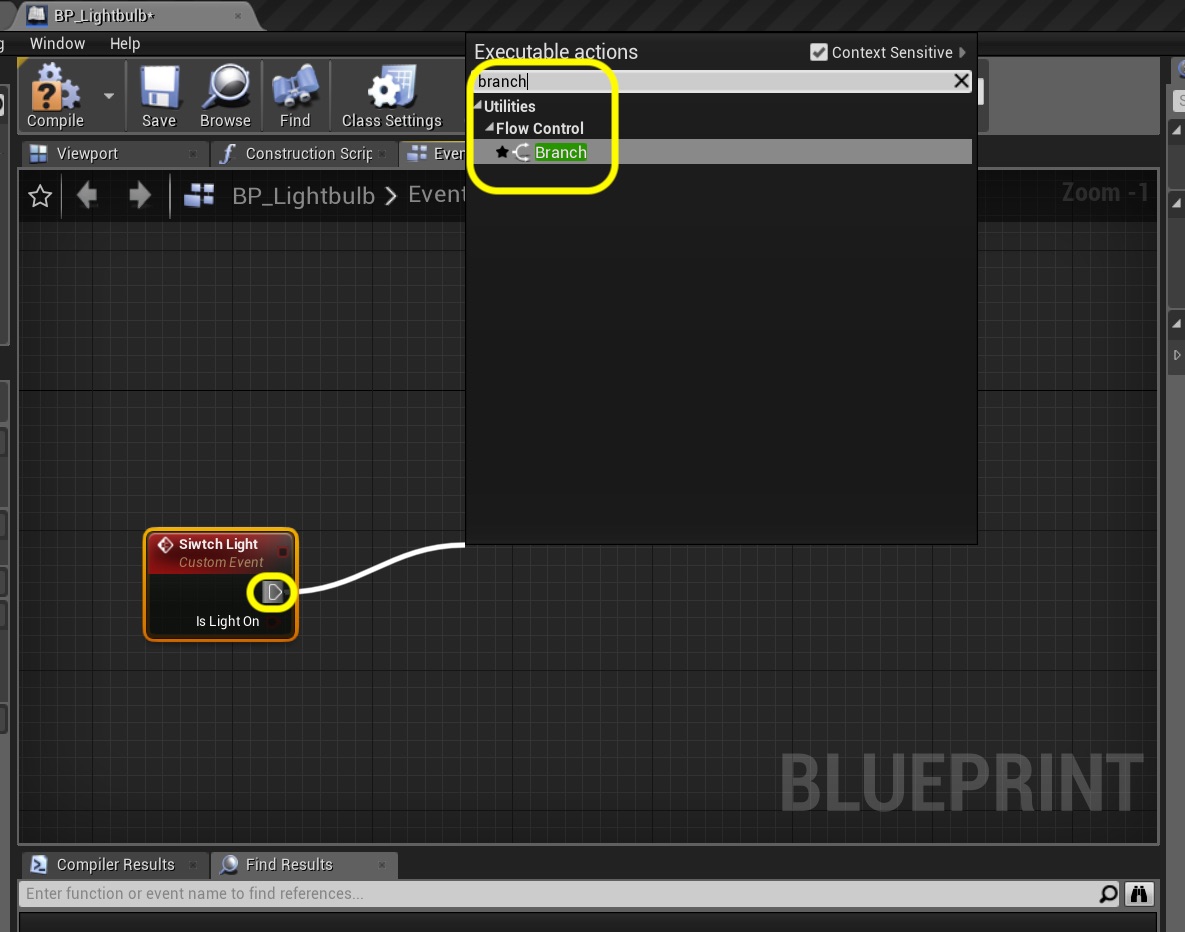 BP_Lightbulb*
g Window Help
Executable actions
Context Sensitive
branch
Utilities
Flow Control
Branch
Compile Save Browse Find Class Settings
Viewport Construction Scrip Even
BP_Lightbulb > Event
Zoom -1
Siwtch Light
Custom Event
Is Light On
BLUEPRINT
Compiler Results Find Results
Enter function or event name to find references...